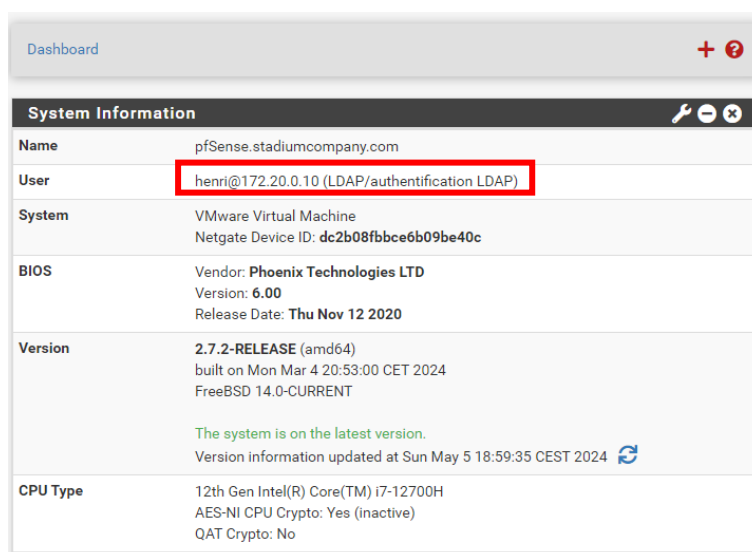 Dashboard
System Information
Name
pfSense.stadiumcompany.com
User
henri@172.20.0.10 (LDAP/authentification LDAP)
System
VMware Virtual Machine
Netgate Device ID: dc2b08fbbce6b09be40c
BIOS
Vendor: Phoenix Technologies LTD
Version: 6.00
Release Date: Thu Nov 12 2020
Version
2.7.2-RELEASE (amd64)
built on Mon Mar 4 20:53:00 CET 2024
FreeBSD 14.0-CURRENT
The system is on the latest version.
Version information updated at Sun May 5 18:59:35 CEST 2024
CPU Type
12th Gen Intel(R) Core(TM) i7-12700H
AES-NI CPU Crypto: Yes (inactive)
QAT Crypto: No